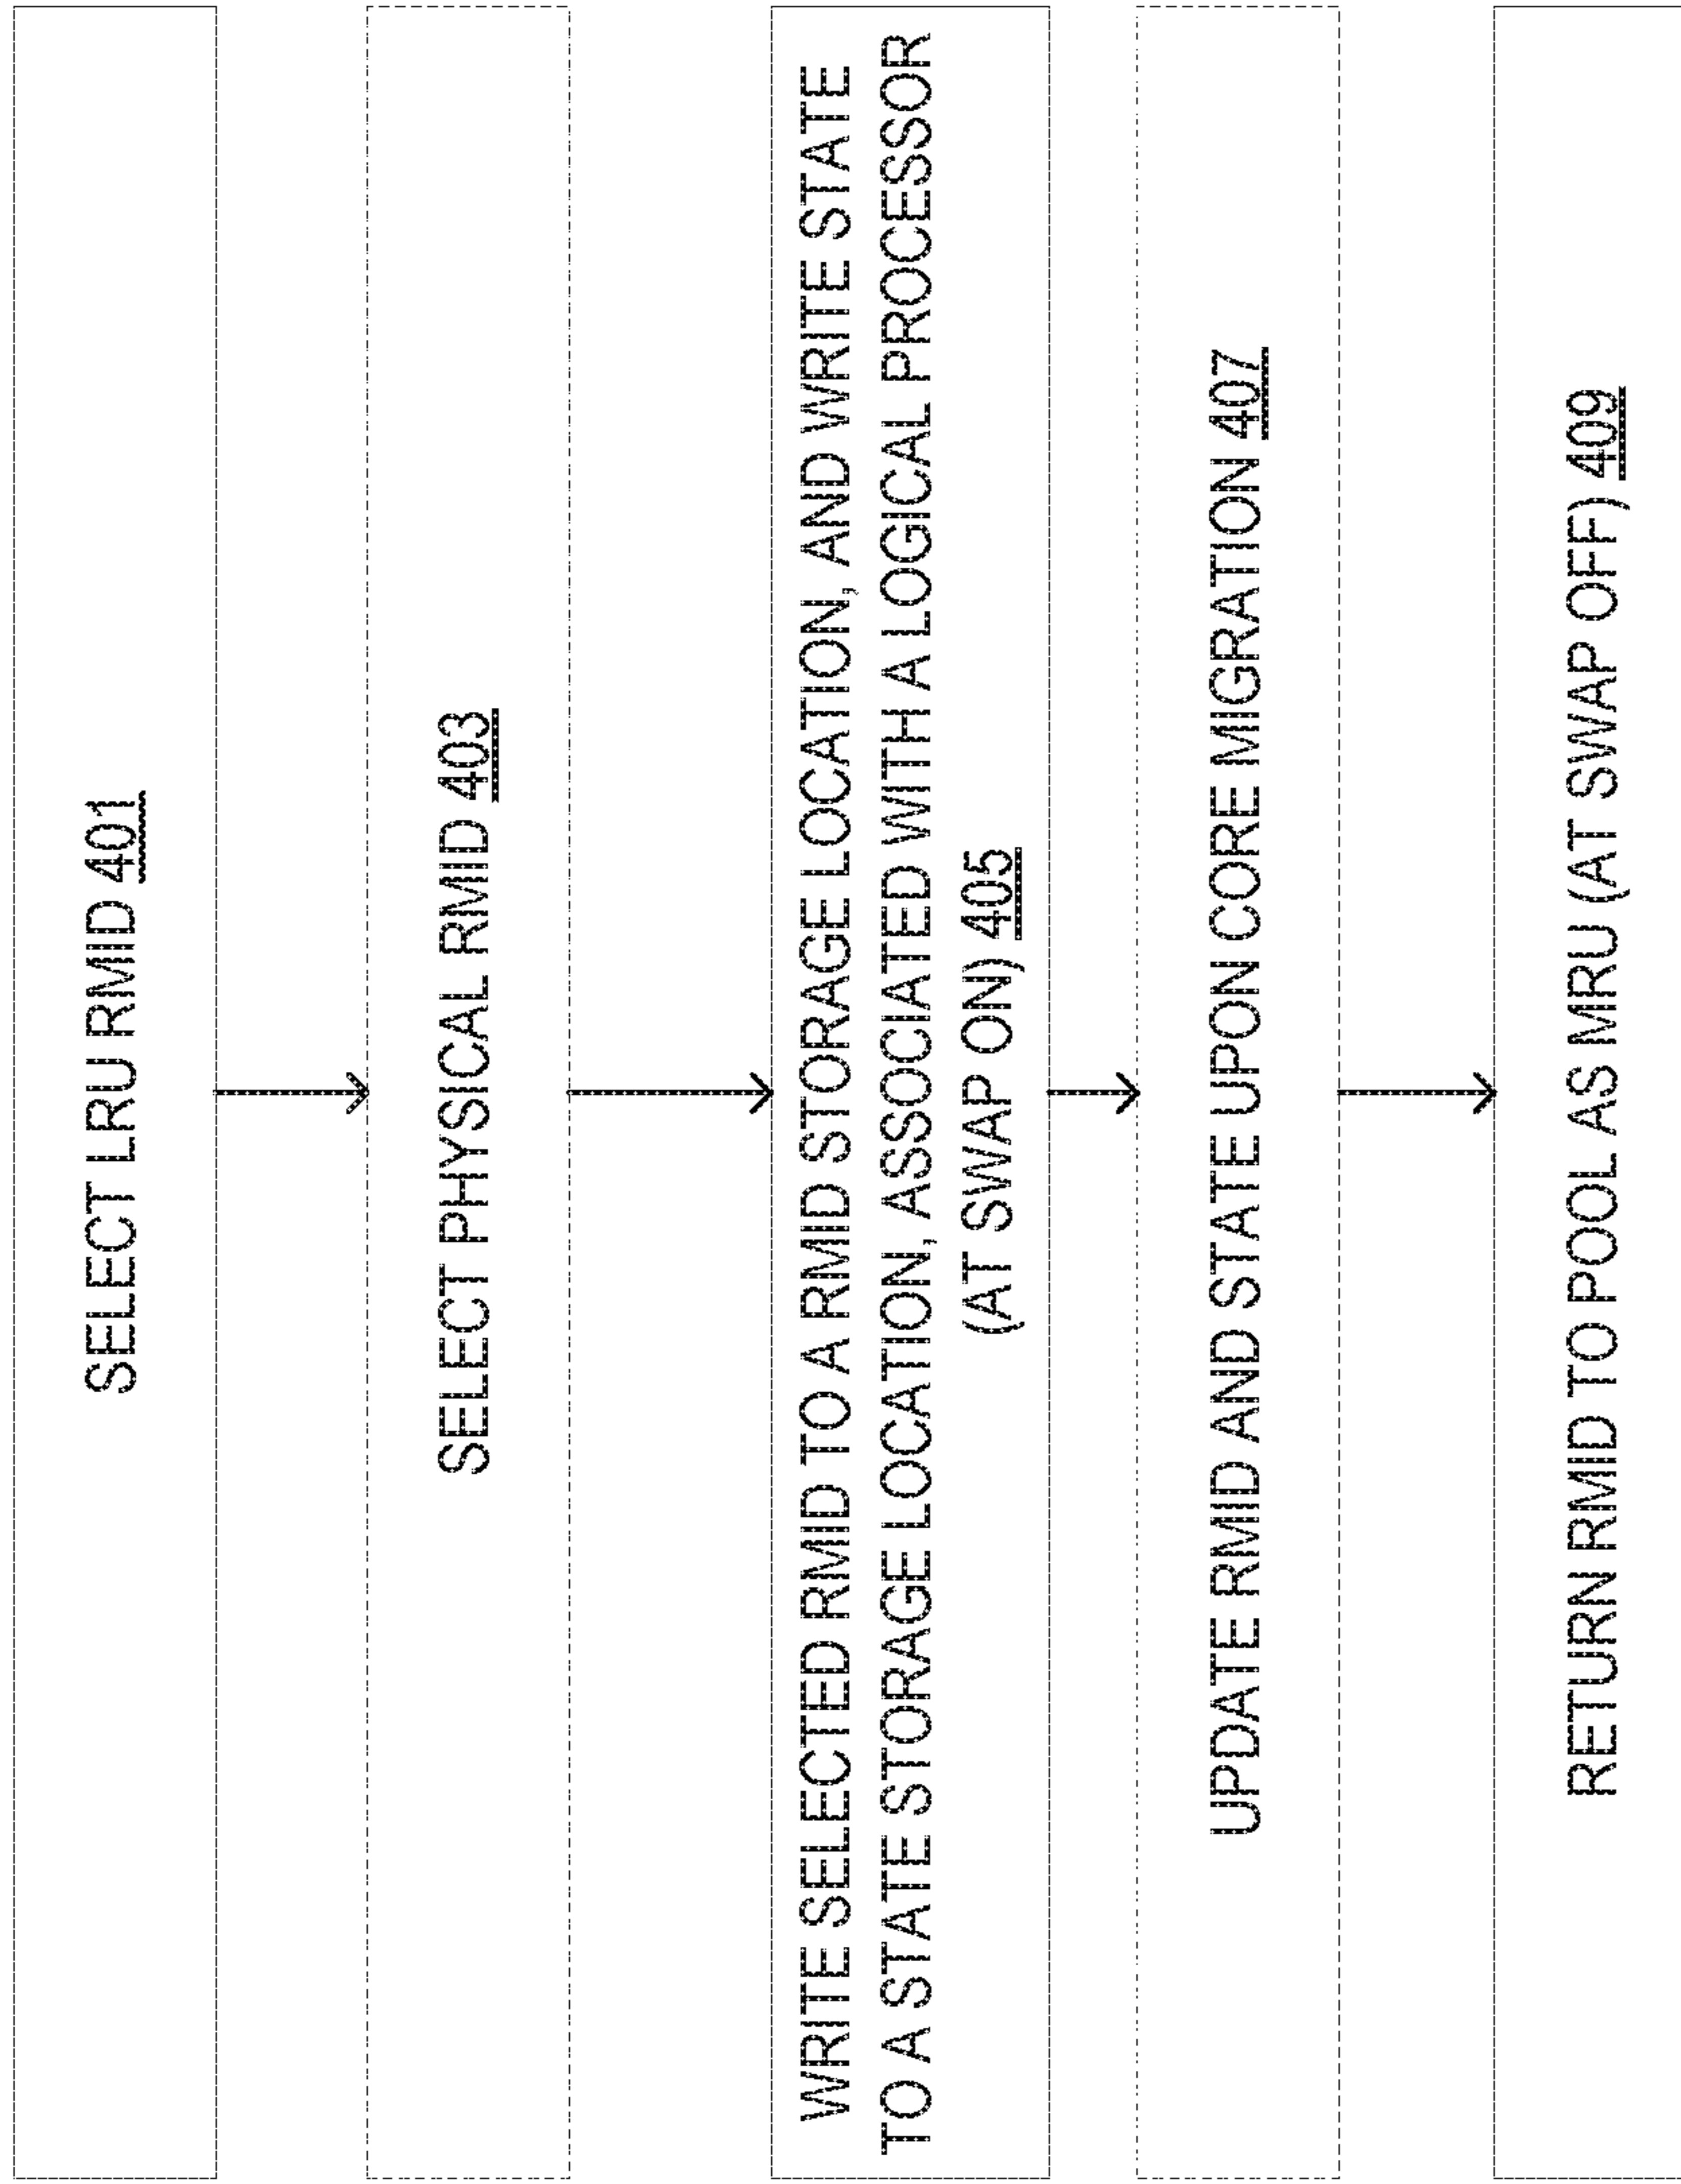 SELECT LRU RMID 401
SELECT PHYSICAL RMID 403
WRITE SELECTED RMID TO A RMID STORAGE LOCATION, AND WRITE STATE
TO A STATE STORAGE LOCATION, ASSOCIATED WITH A LOGICAL PROCESSOR
(AT SWAP ON) 405
UPDATE RMID AND STATE UPON CORE MIGRATION 407
RETURN RMID TO POOL AS MRU (AT SWAP OFF) 409